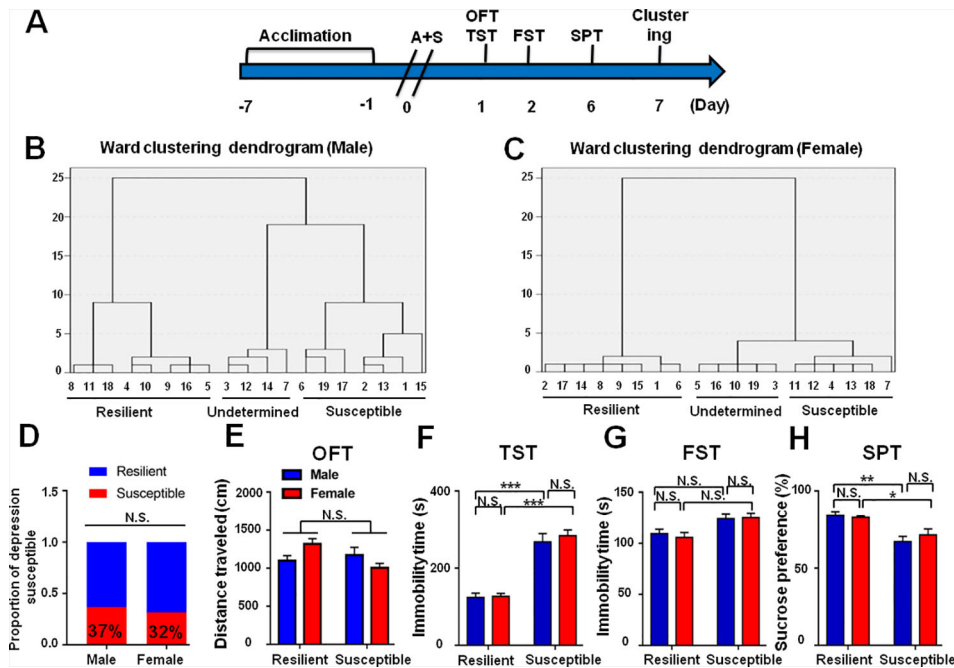 A
Acclimation
A+S
OFT
TST
FST
SPT
Cluster
ing
-7
-1
0
1
2
6
7
(Day)
B
Ward clustering dendrogram (Male)
25
20
15
10
5
0
8 11 18 4 10 9 16 5 3 12 14 7 6 19 17 2 13 1 15
Resilient
Undetermined
Susceptible
C
Ward clustering dendrogram (Female)
25
20
15
10
5
0
2 17 14 8 9 15 1 6 5 16 10 19 3 11 12 4 13 18 7
Resilient
Undetermined
Susceptible
D
Resilient
Susceptible
Proportion of depression
susceptible
1.5
1.0
0.5
0.0
N.S.
37%
32%
Male
Female
E
OFT
Male
Female
Distance traveled (cm)
2000
1500
1000
500
0
N.S.
Resilient Susceptible
F
TST
Immobility time (s)
400
200
0
***
N.S.
N.S.
***
Resilient Susceptible
G
FST
Immobility time (s)
150
100
50
0
N.S.
N.S.
N.S.
N.S.
Resilient Susceptible
H
SPT
Sucrose preference (%)
100
50
0
**
N.S.
N.S.
*
Resilient Susceptible